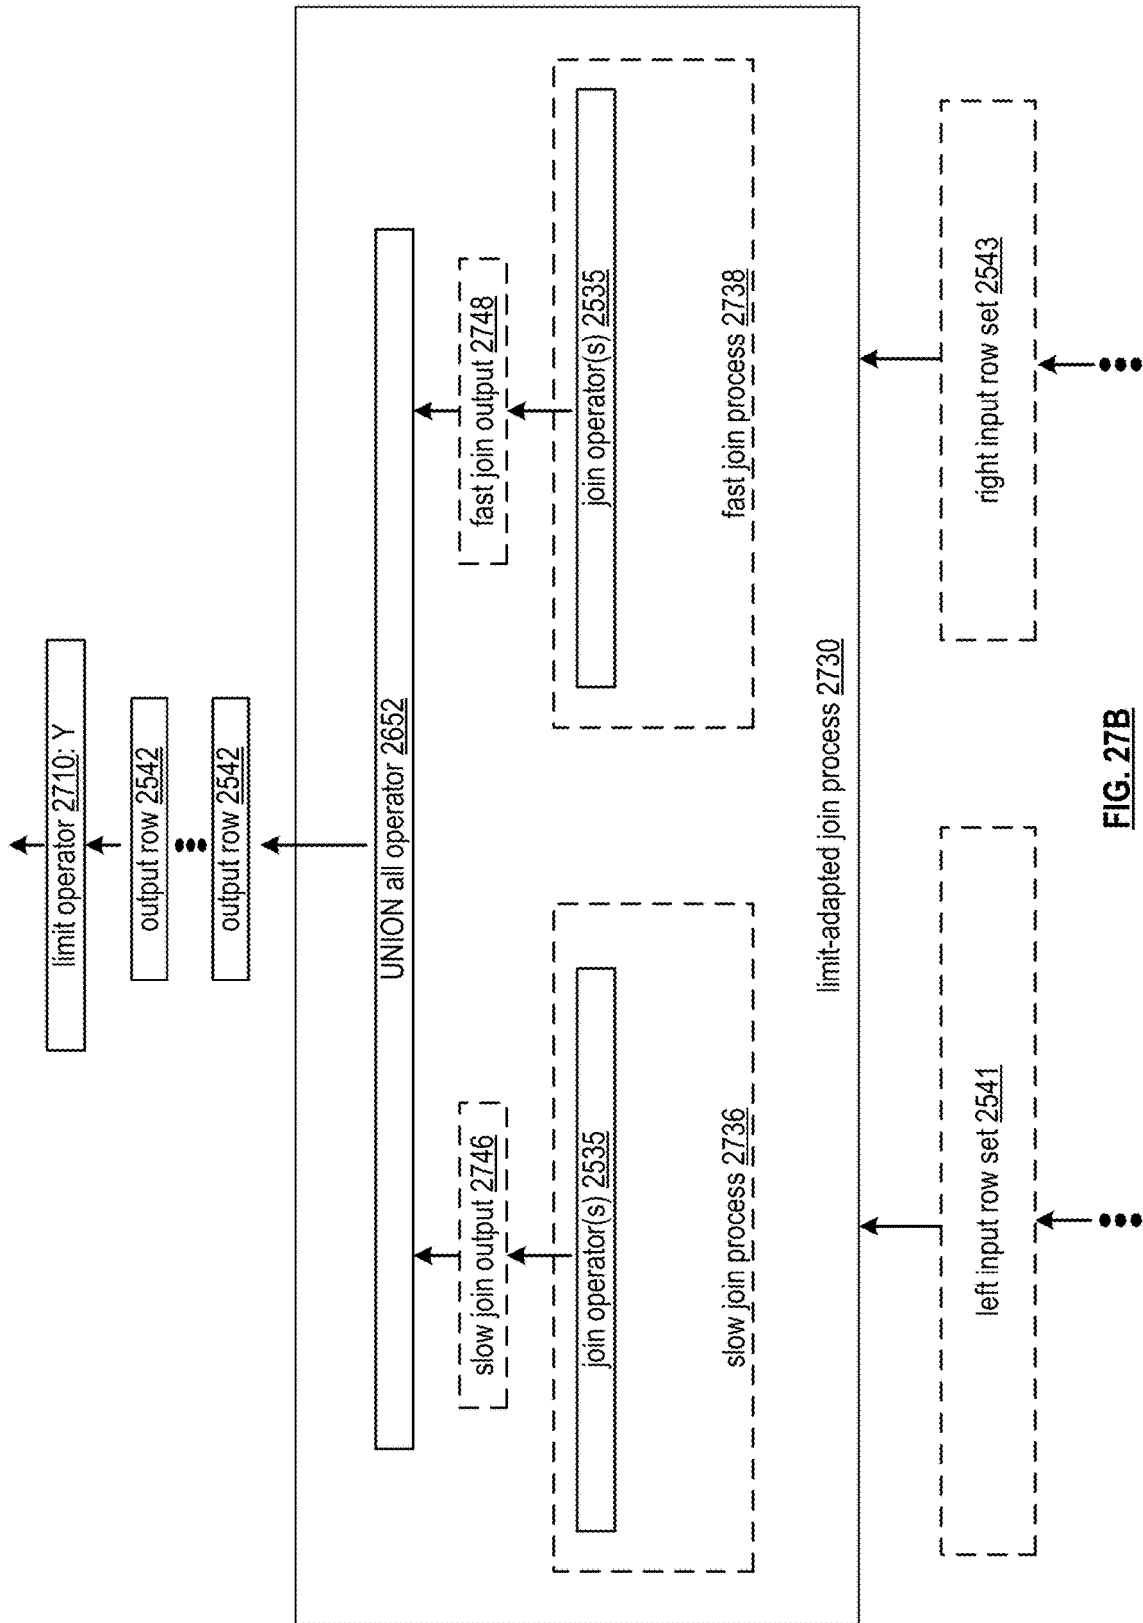 limit operator 2710: Y
output row 2542
output row 2542
UNION all operator 2652
slow join output 2746
fast join output 2748
join operator(s) 2535
join operator(s) 2535
slow join process 2736
fast join process 2738
limit-adapted join process 2730
left input row set 2541
right input row set 2543
FIG. 27B